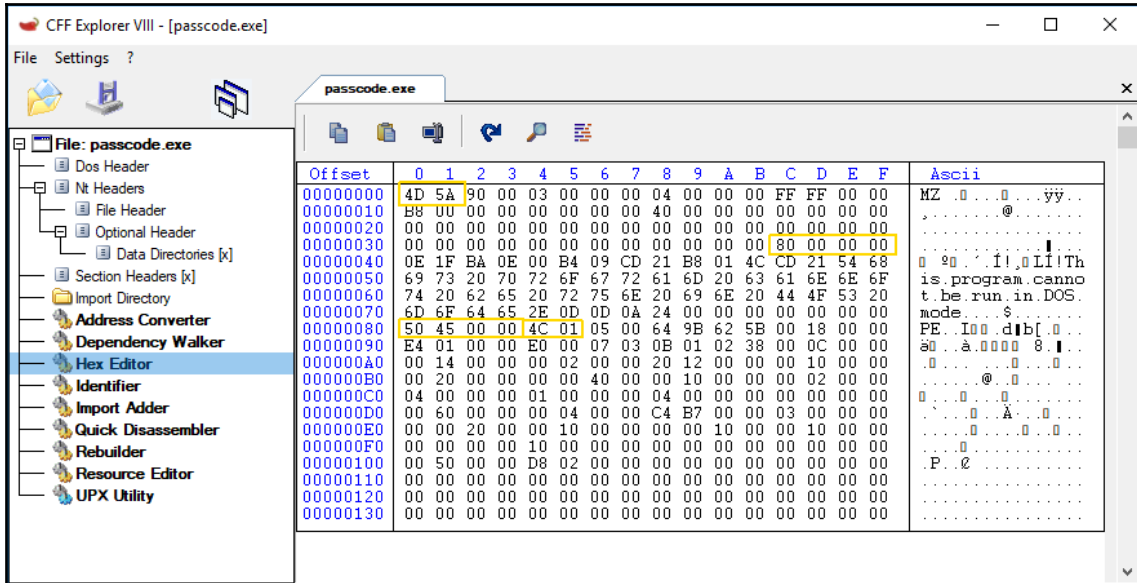 CFF Explorer VIII - [passcode.exe]
File Settings ?
passcode.exe
File: passcode.exe
Dos Header
Nt Headers
File Header
Optional Header
Data Directories [x]
Section Headers [x]
Import Directory
Address Converter
Dependency Walker
Hex Editor
Identifier
Import Adder
Quick Disassembler
Rebuilder
Resource Editor
UPX Utility
Offset 0 1 2 3 4 5 6 7 8 9 A B C D E F Ascii
00000000 4D 5A 90 00 03 00 00 00 04 00 00 00 FF FF 00 00 MZ ...ÿÿ..
00000010 B8 00 00 00 00 00 00 00 40 00 00 00 00 00 00 00 ¸.......@.......
00000020 00 00 00 00 00 00 00 00 00 00 00 00 00 00 00 00 ................
00000030 00 00 00 00 00 00 00 00 00 00 00 00 80 00 00 00 ............▌...
00000040 0E 1F BA 0E 00 B4 09 CD 21 B8 01 4C CD 21 54 68 º .´.Í!¸ LÍ!Th
00000050 69 73 20 70 72 6F 67 72 61 6D 20 63 61 6E 6E 6F is.program.canno
00000060 74 20 62 65 20 72 75 6E 20 69 6E 20 44 4F 53 20 t.be.run.in.DOS.
00000070 6D 6F 64 65 2E 0D 0D 0A 24 00 00 00 00 00 00 00 mode....$.......
00000080 50 45 00 00 4C 01 05 00 64 9B 62 5B 00 18 00 00 PE..L .d▌b[. ..
00000090 E4 01 00 00 E0 00 07 03 0B 01 02 38 00 0C 00 00 ä ..à. 8.▌..
000000A0 00 14 00 00 00 02 00 00 20 12 00 00 00 10 00 00
000000B0 00 20 00 00 00 00 40 00 00 10 00 00 00 02 00 00
000000C0 04 00 00 00 01 00 00 00 04 00 00 00 00 00 00 00
000000D0 00 60 00 00 00 04 00 00 C4 B7 00 00 03 00 00 00
000000E0 00 00 20 00 00 10 00 00 00 00 10 00 00 10 00 00
000000F0 00 00 00 00 10 00 00 00 00 00 00 00 00 00 00 00
00000100 00 50 00 00 D8 02 00 00 00 00 00 00 00 00 00 00 .P..Ø ..........
00000110 00 00 00 00 00 00 00 00 00 00 00 00 00 00 00 00 ................
00000120 00 00 00 00 00 00 00 00 00 00 00 00 00 00 00 00 ................
00000130 00 00 00 00 00 00 00 00 00 00 00 00 00 00 00 00 ................